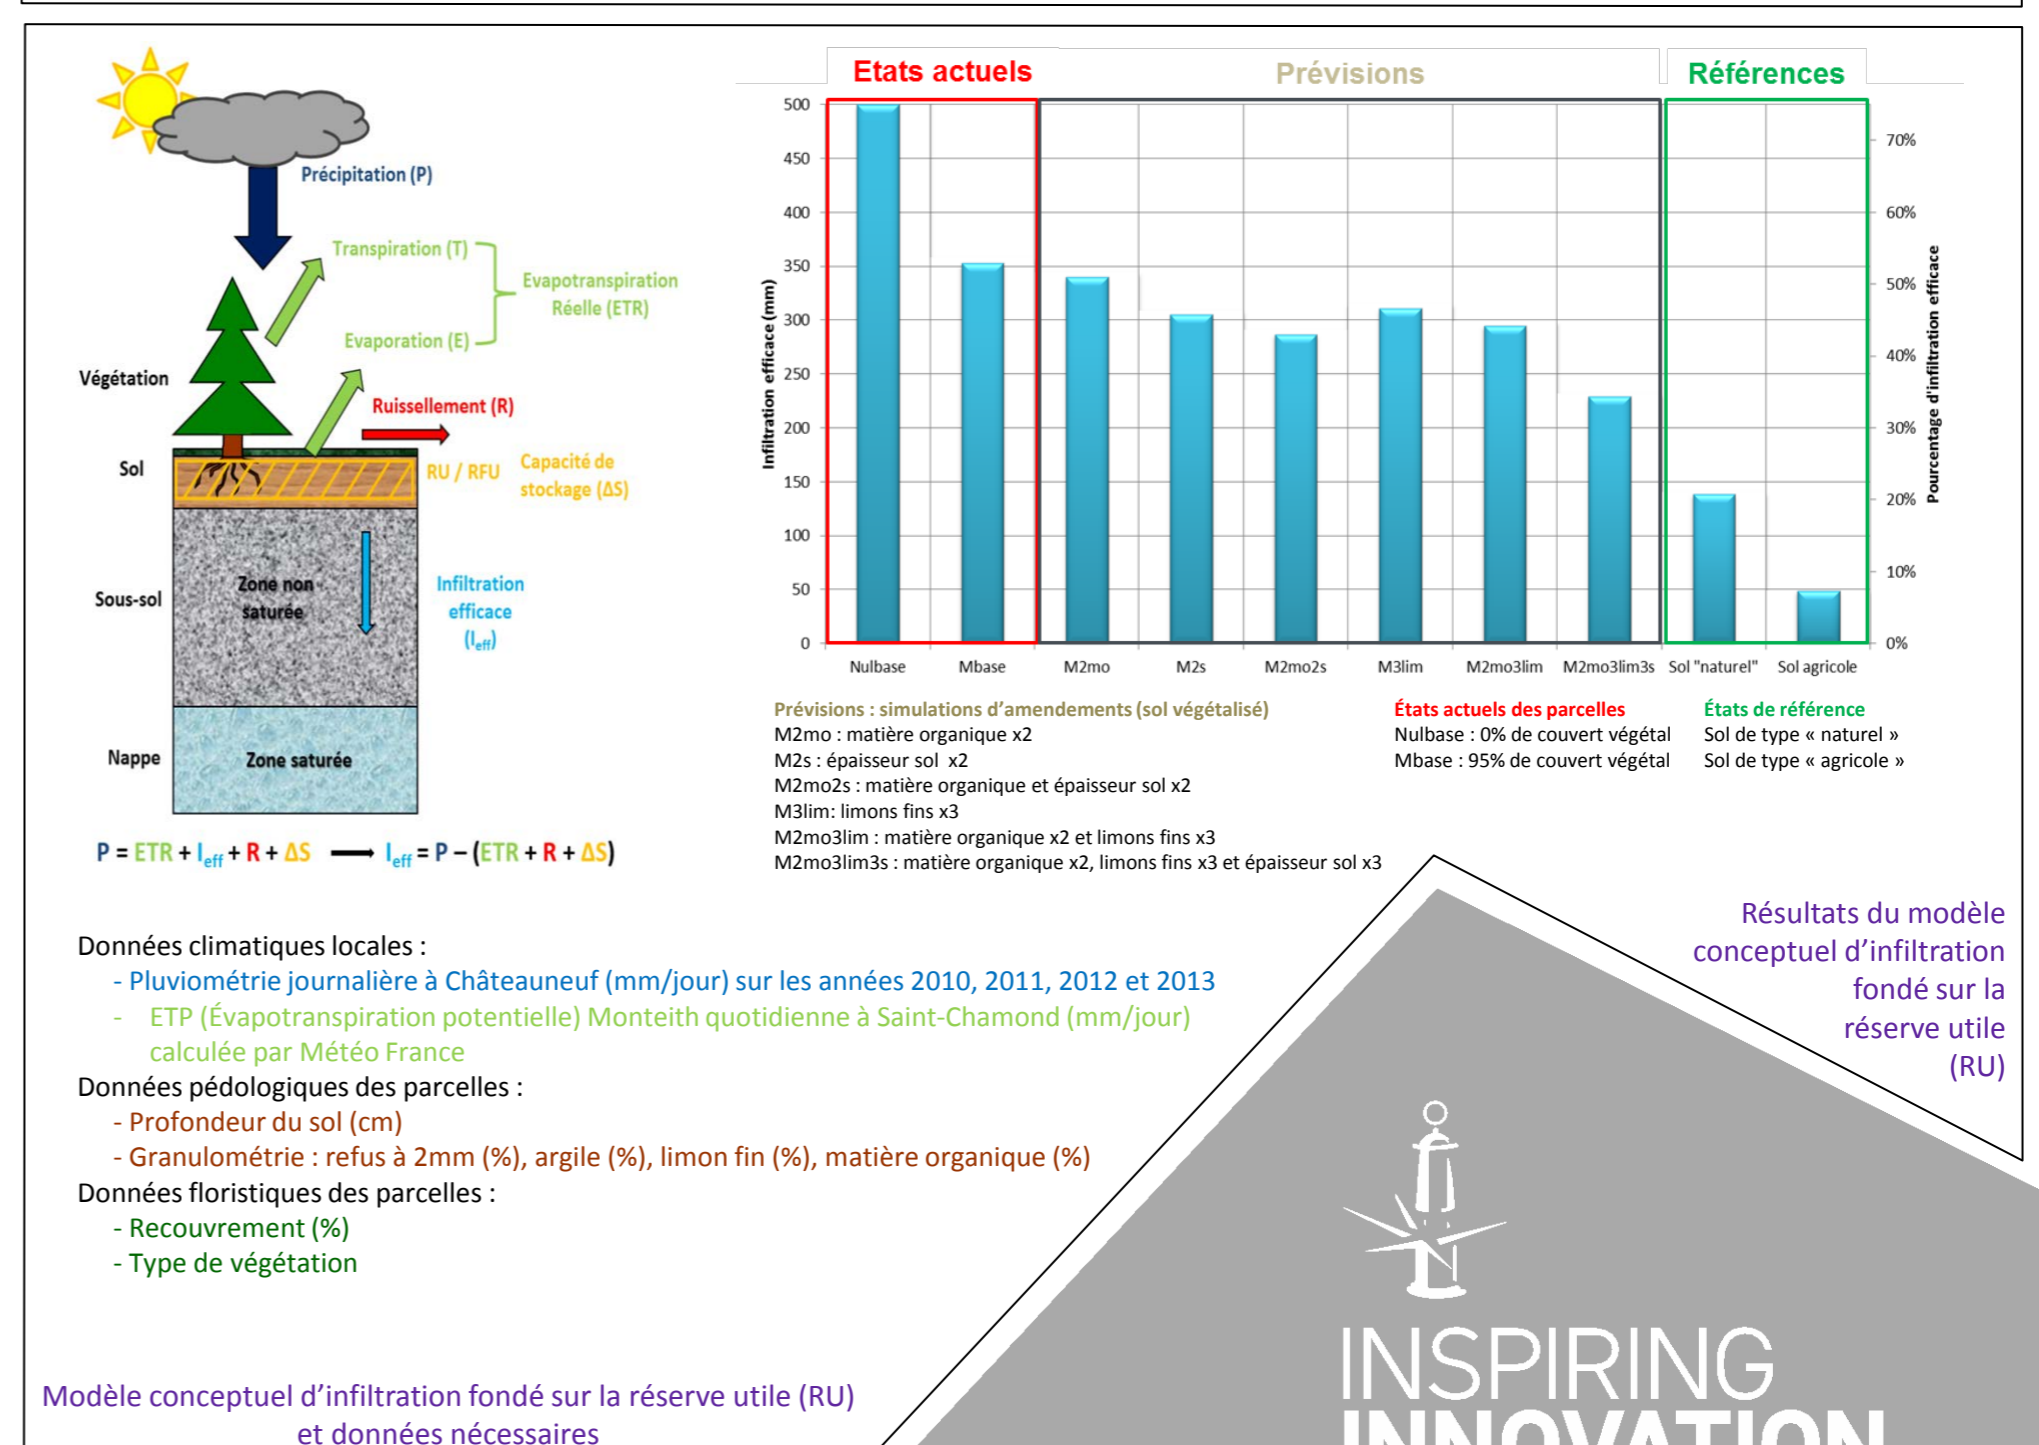 Précipitation (P)
Transpiration (T)
Evapotranspiration
Réelle (ETR)
Evaporation (E)
Végétation
Ruissellement (R)
Sol
RU / RFU
Capacité de
stockage (ΔS)
Sous-sol
Zone non
saturée
Infiltration
efficace
(Ieff)
Nappe
Zone saturée
P = ETR + Ieff + R + ΔS → Ieff = P – (ETR + R + ΔS)
Etats actuels
Prévisions
Références
Infiltration efficace (mm)
500
450
400
350
300
250
200
150
100
50
0
70%
60%
50%
40%
30%
20%
10%
0%
Pourcentage d'infiltration efficace
Nulbase Mbase M2mo M2s M2mo2s M3lim M2mo3lim M2mo3lim3s Sol "naturel" Sol agricole
Prévisions : simulations d’amendements (sol végétalisé)
M2mo : matière organique x2
M2s : épaisseur sol x2
M2mo2s : matière organique et épaisseur sol x2
M3lim: limons fins x3
M2mo3lim : matière organique x2 et limons fins x3
M2mo3lim3s : matière organique x2, limons fins x3 et épaisseur sol x3
États actuels des parcelles
Nulbase : 0% de couvert végétal
Mbase : 95% de couvert végétal
États de référence
Sol de type « naturel »
Sol de type « agricole »
Données climatiques locales :
- Pluviométrie journalière à Châteauneuf (mm/jour) sur les années 2010, 2011, 2012 et 2013
- ETP (Évapotranspiration potentielle) Monteith quotidienne à Saint-Chamond (mm/jour)
calculée par Météo France
Données pédologiques des parcelles :
- Profondeur du sol (cm)
- Granulométrie : refus à 2mm (%), argile (%), limon fin (%), matière organique (%)
Données floristiques des parcelles :
- Recouvrement (%)
- Type de végétation
Modèle conceptuel d’infiltration fondé sur la réserve utile (RU)
et données nécessaires
Résultats du modèle
conceptuel d’infiltration
fondé sur la
réserve utile
(RU)
INSPIRING
INNOVATION